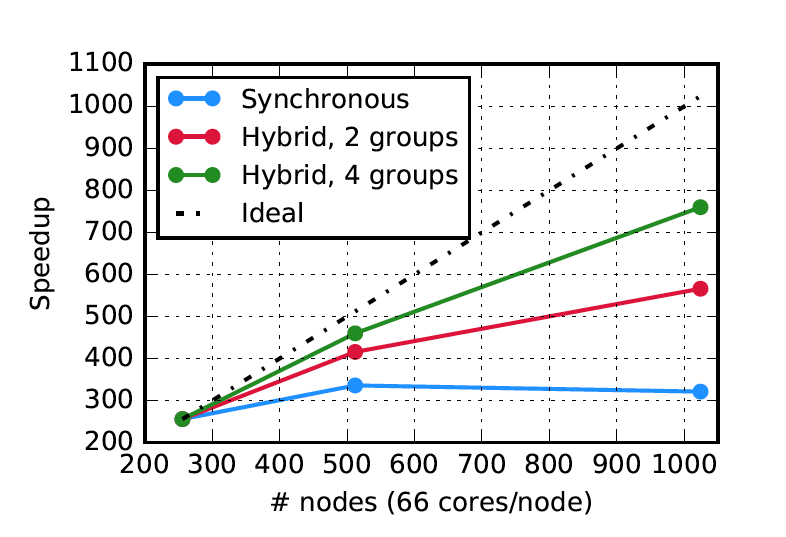 1100
1000
900
800
700
600
500
400
300
200
Speedup
Synchronous
Hybrid, 2 groups
Hybrid, 4 groups
Ideal
200 300 400 500 600 700 800 900 1000
# nodes (66 cores/node)